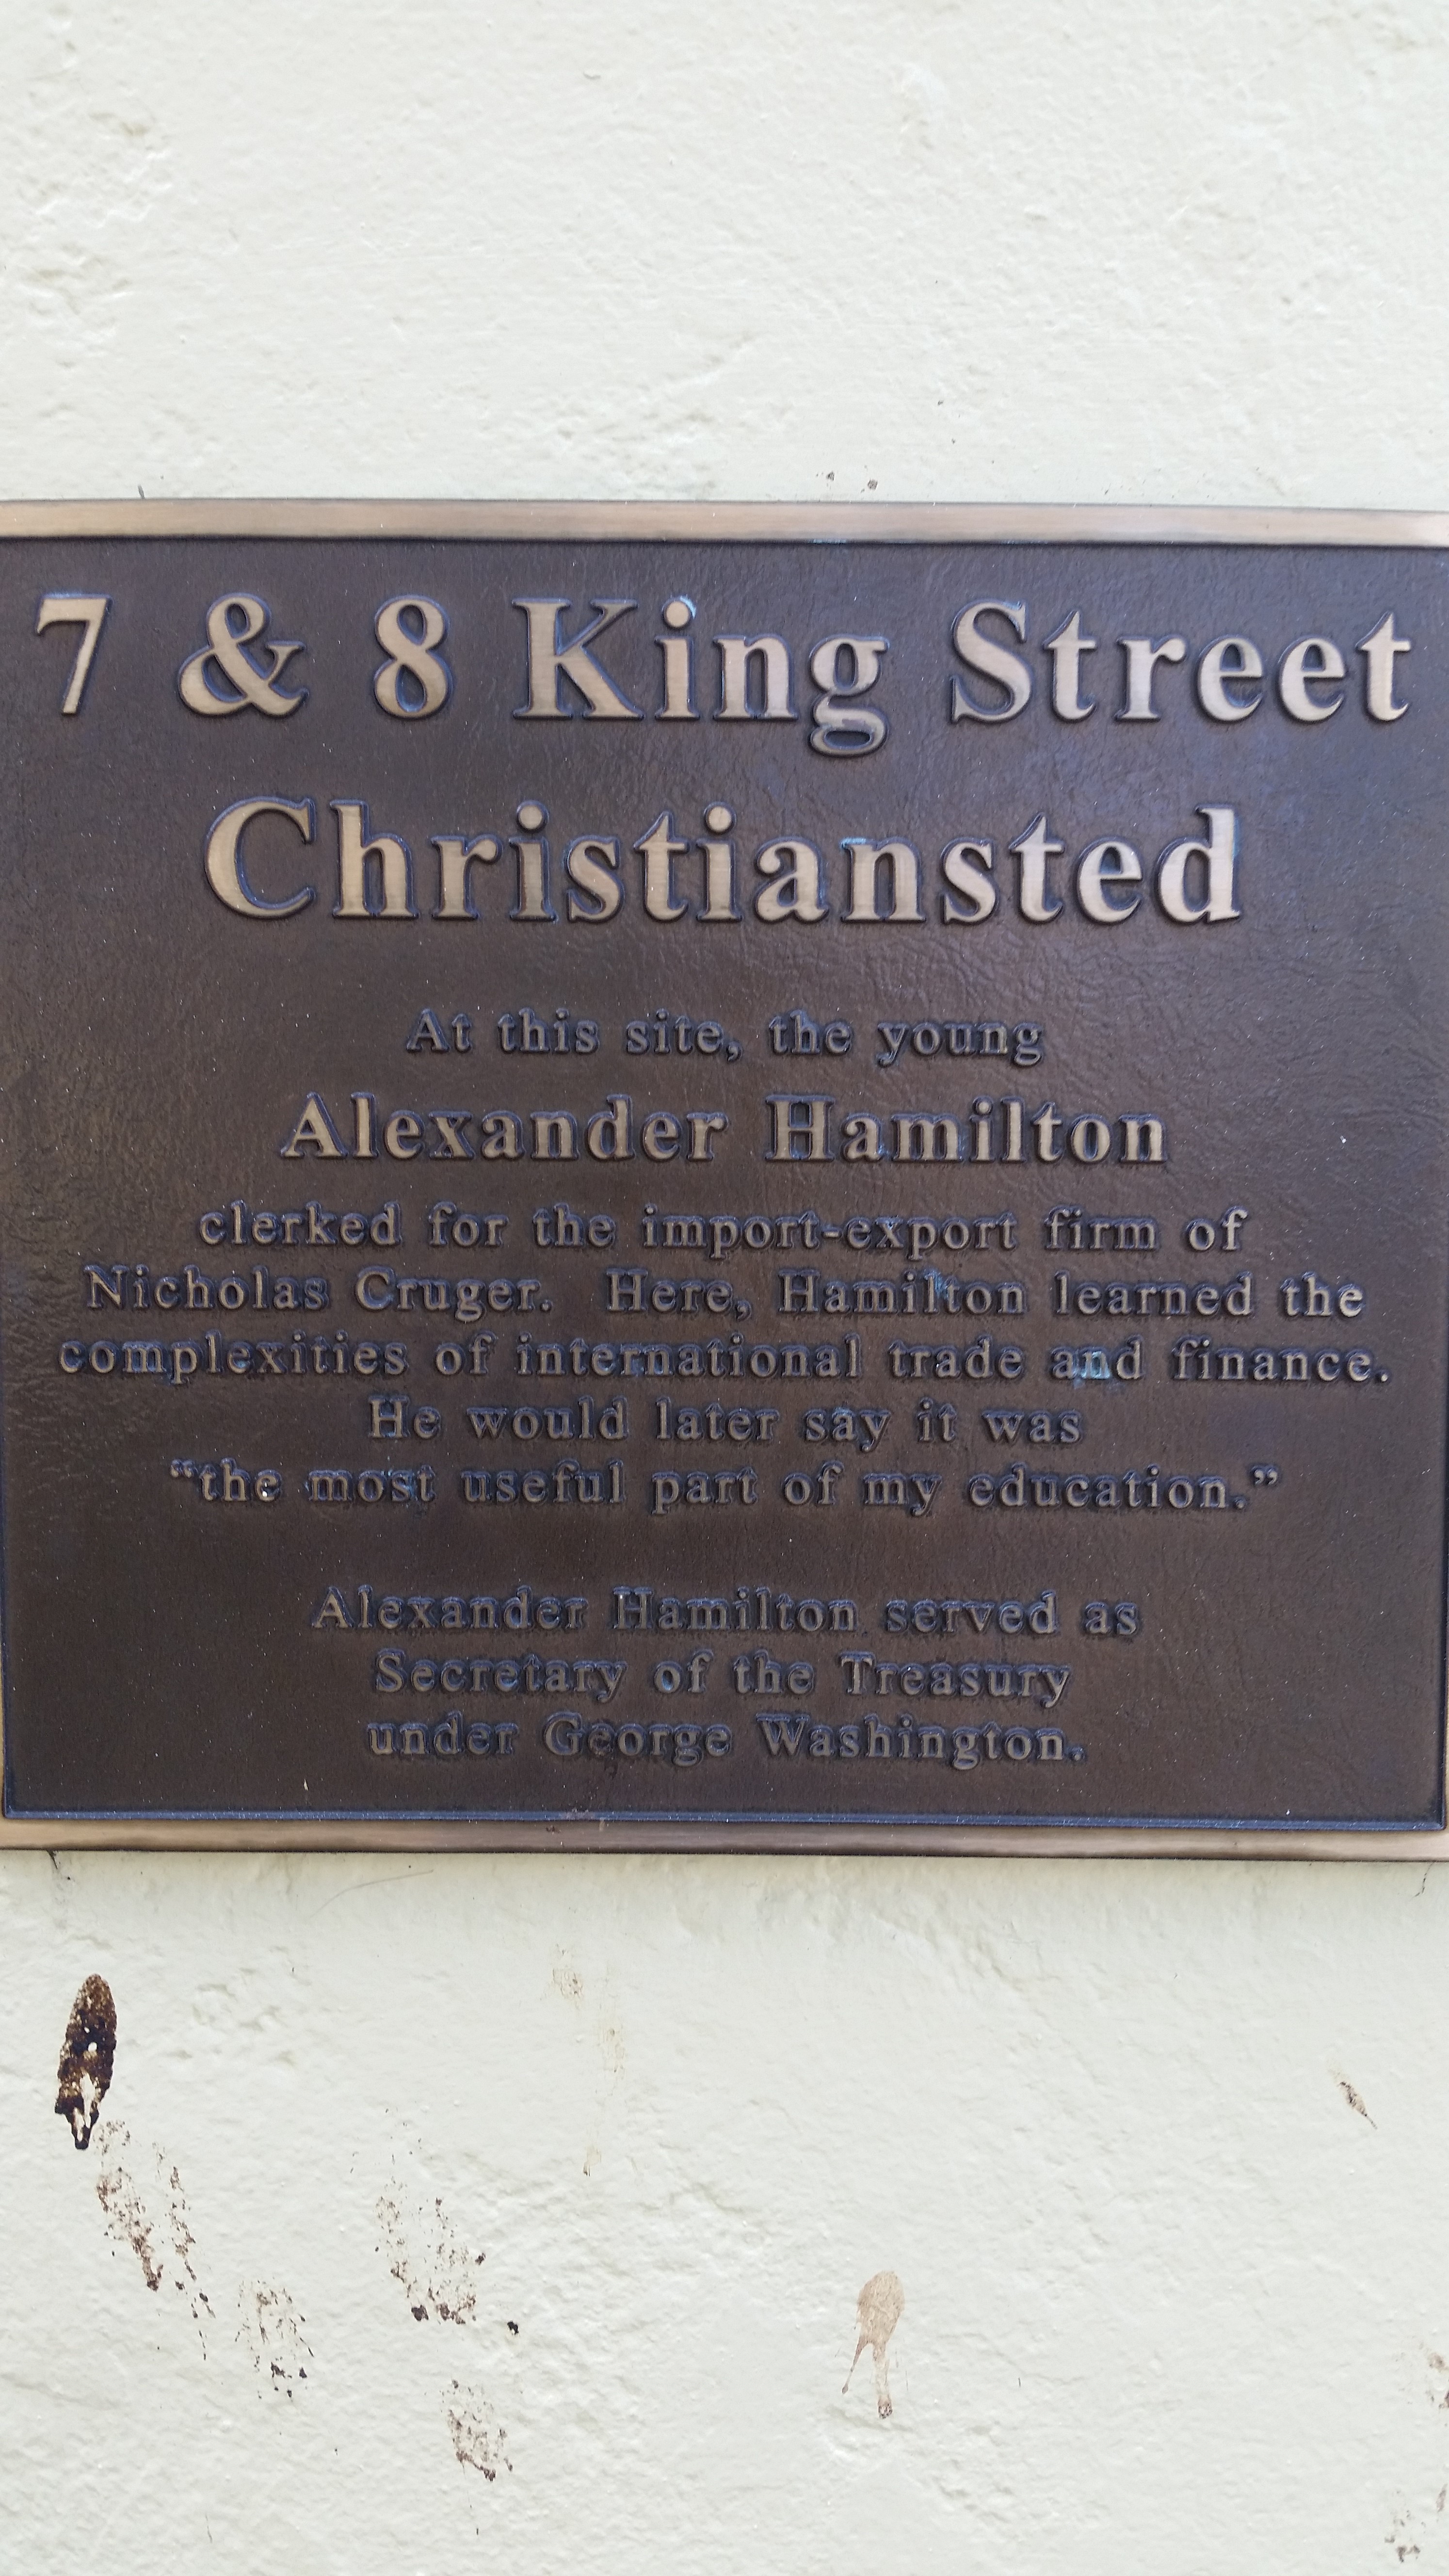 7 & 8 King Street
Christiansted
At this site, the young
Alexander Hamilton
clerked for the import-export firm of
Nicholas Cruger. Here, Hamilton learned the
complexities of international trade and finance.
He would later say it was
“the most useful part of my education.”
Alexander Hamilton served as
Secretary of the Treasury
under George Washington.